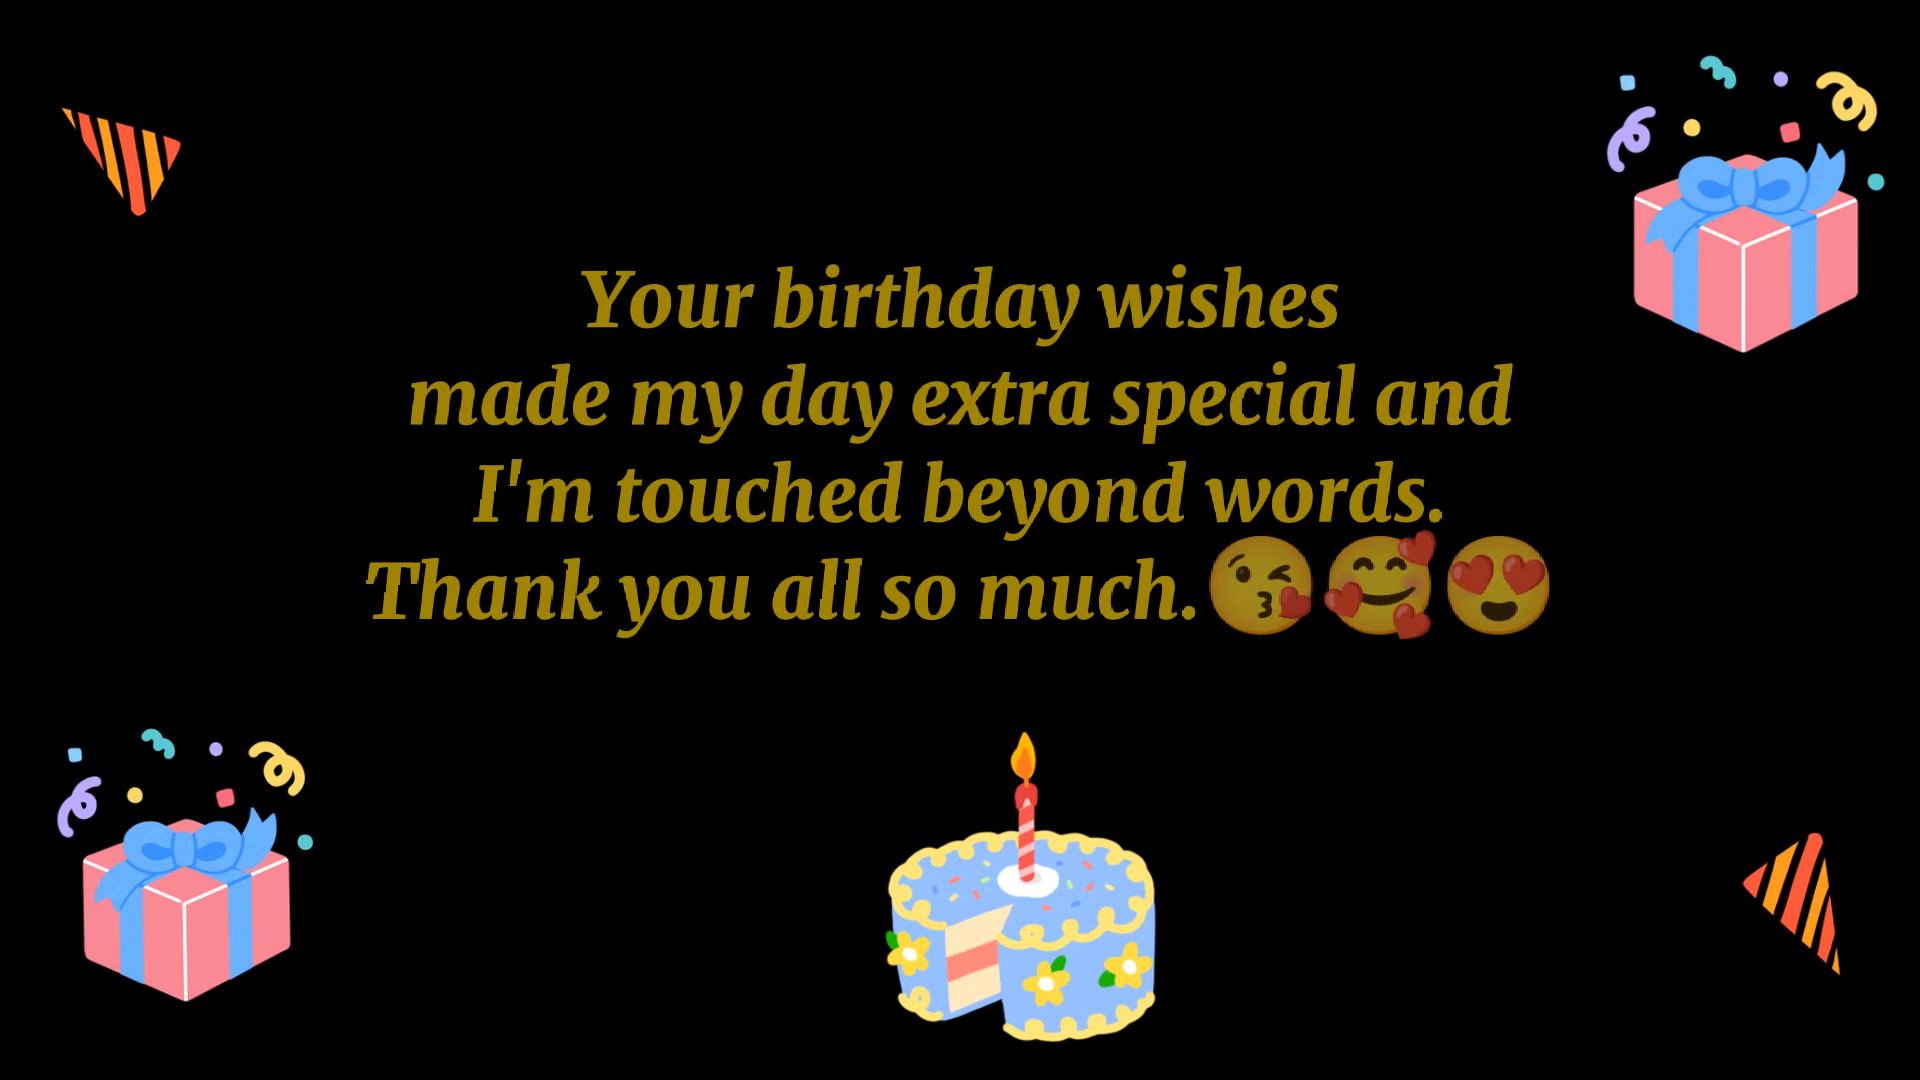 Your birthday wishes
made my day extra special and
I'm touched beyond words.
Thank you all so much.😘🥰😍